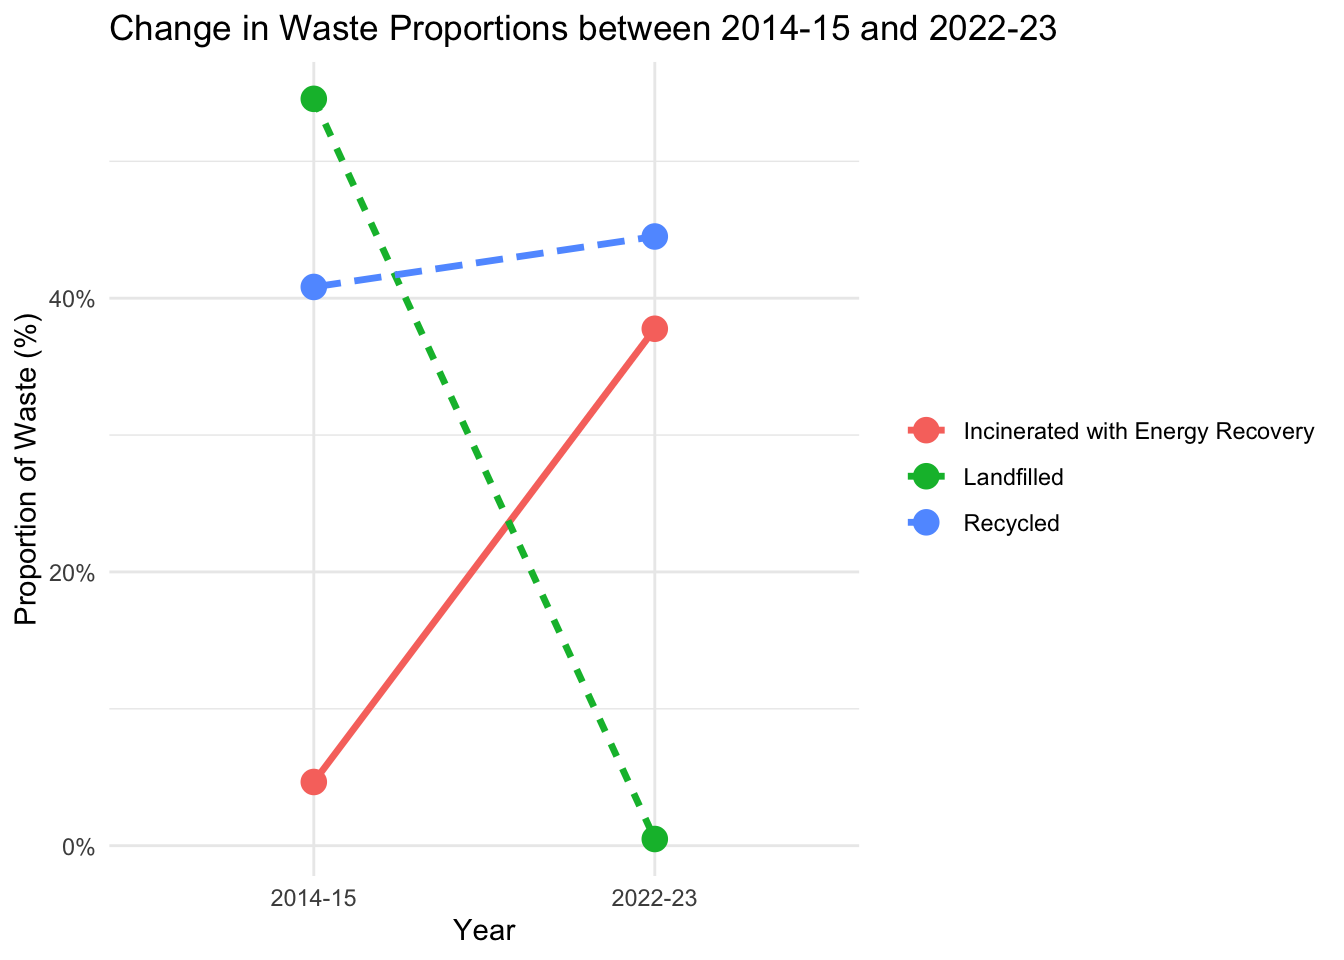 Change in Waste Proportions between 2014-15 and 2022-23
Proportion of Waste (%)
40%
20%
0%
2014-15
2022-23
Year
Incinerated with Energy Recovery
Landfilled
Recycled